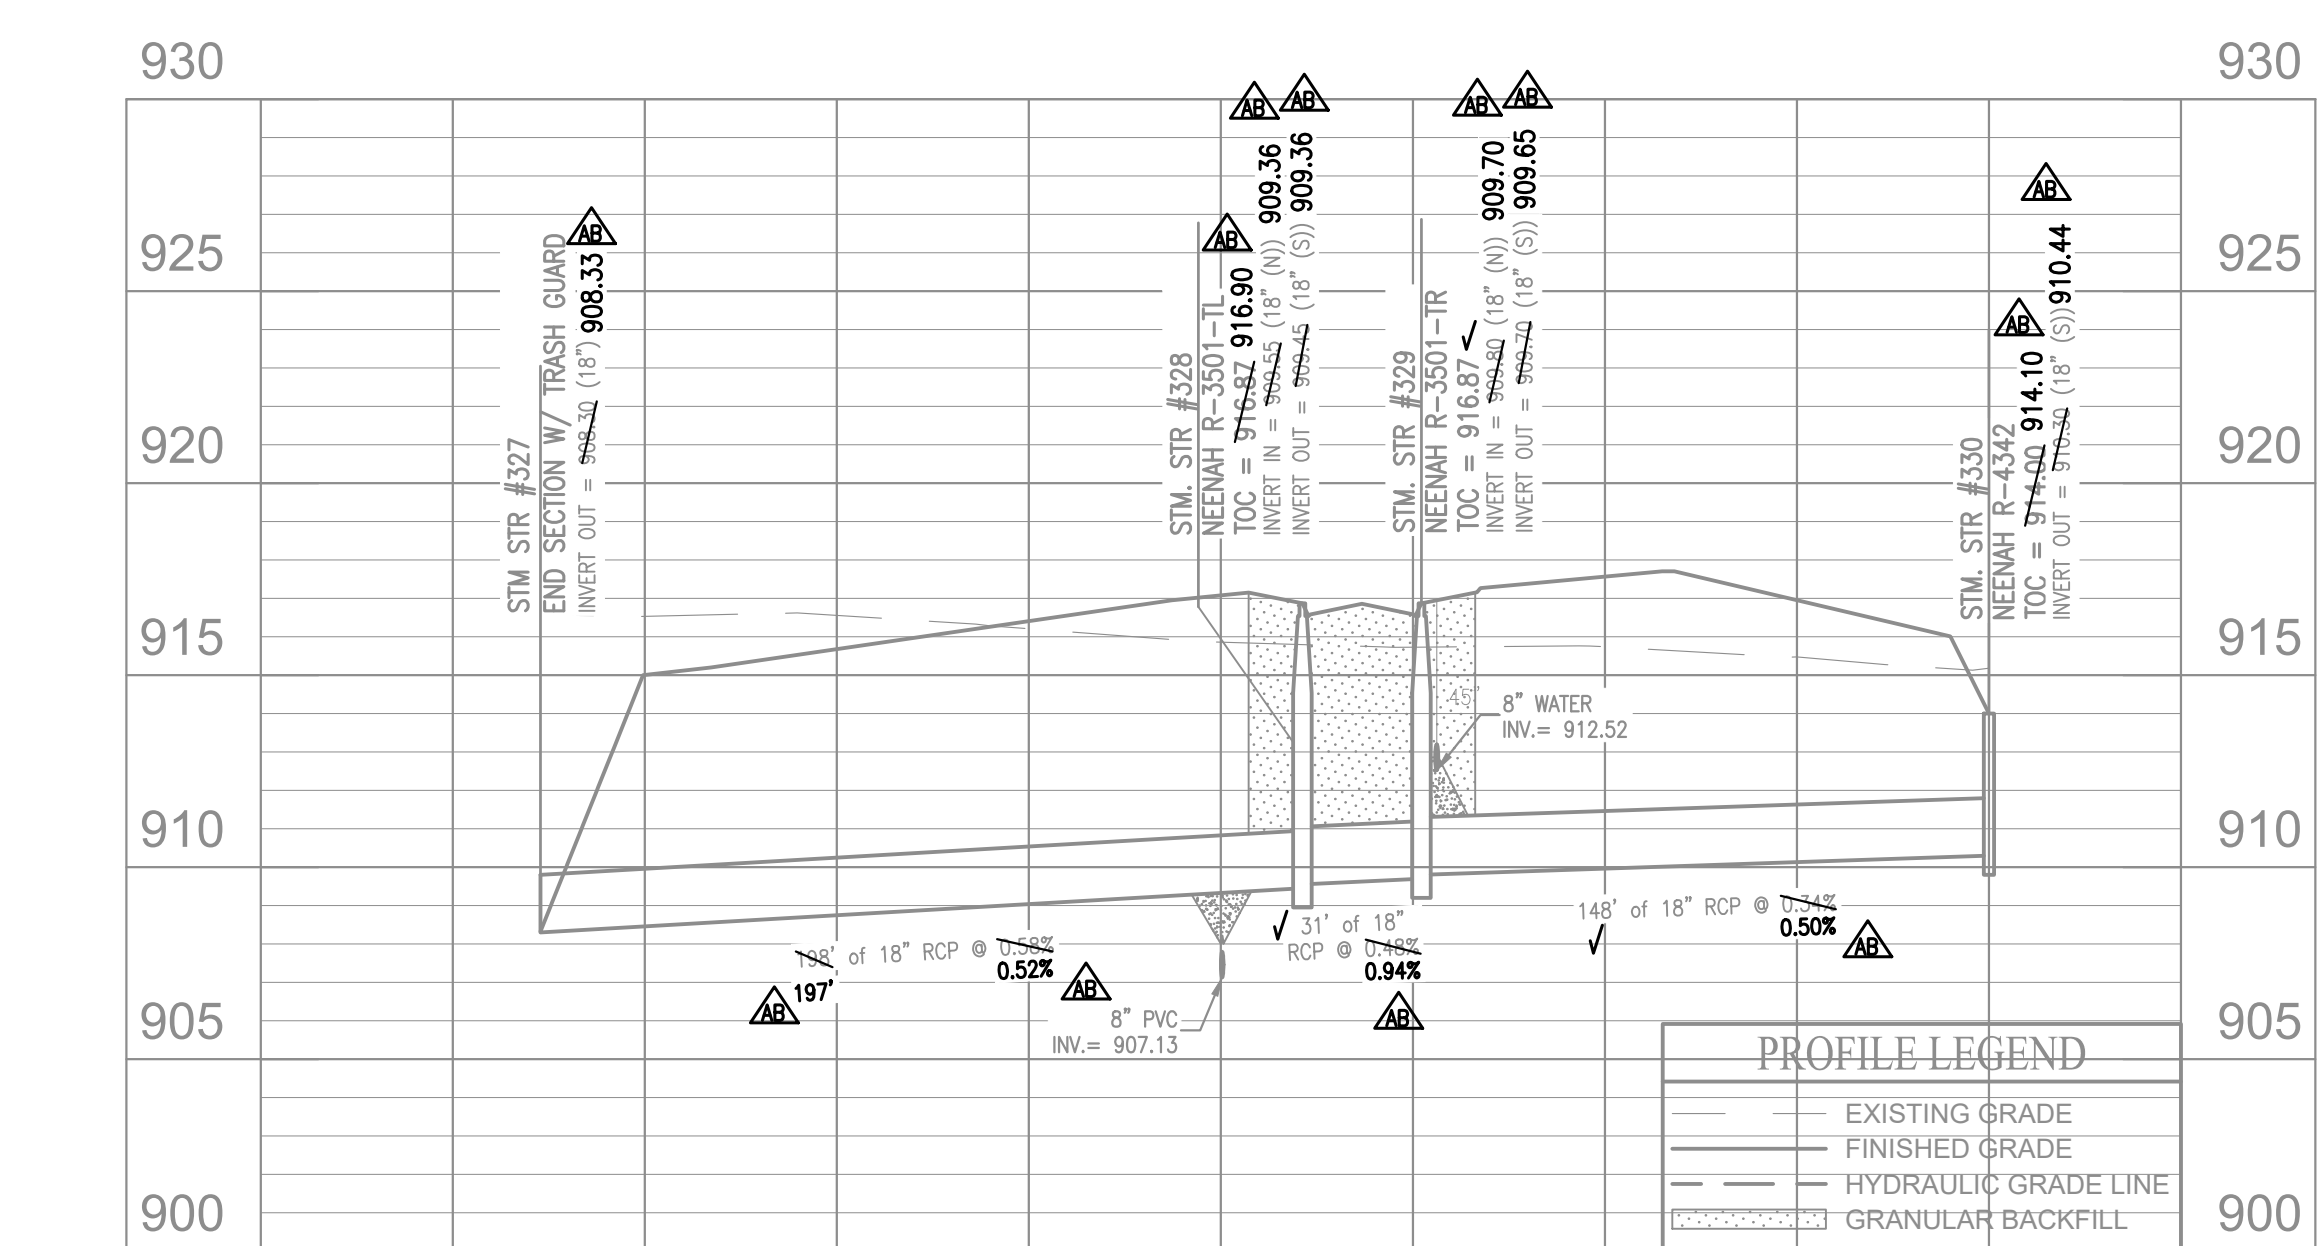 930
930
925
925
920
920
915
915
910
910
905
905
900
900
STM STR #327
END SECTION W/ TRASH GUARD
INVERT OUT = 908.30 (18") 908.33
AB
STM. STR #328
NEENAH R-3501-TL
TOC = 916.87 916.90
AB
INVERT IN = 909.55 (18" (N)) 909.36
AB
INVERT OUT = 909.45 (18" (S)) 909.36
AB
STM. STR #329
NEENAH R-3501-TR
TOC = 916.87 ✓
INVERT IN = 909.80 (18" (N)) 909.70
AB
INVERT OUT = 909.70 (18" (S)) 909.65
AB
STM. STR #330
NEENAH R-4342
TOC = 914.00 914.10
AB
INVERT OUT = 910.30 (18" (S)) 910.44
AB
45'
8" WATER
INV.= 912.52
198' of 18" RCP @ 0.58%
197'
0.52%
AB
AB
✓ 31' of 18"
RCP @ 0.48%
0.94%
AB
148' of 18" RCP @ 0.34%
✓
0.50%
AB
8" PVC
INV.= 907.13
PROFILE LEGEND
EXISTING GRADE
FINISHED GRADE
HYDRAULIC GRADE LINE
GRANULAR BACKFILL